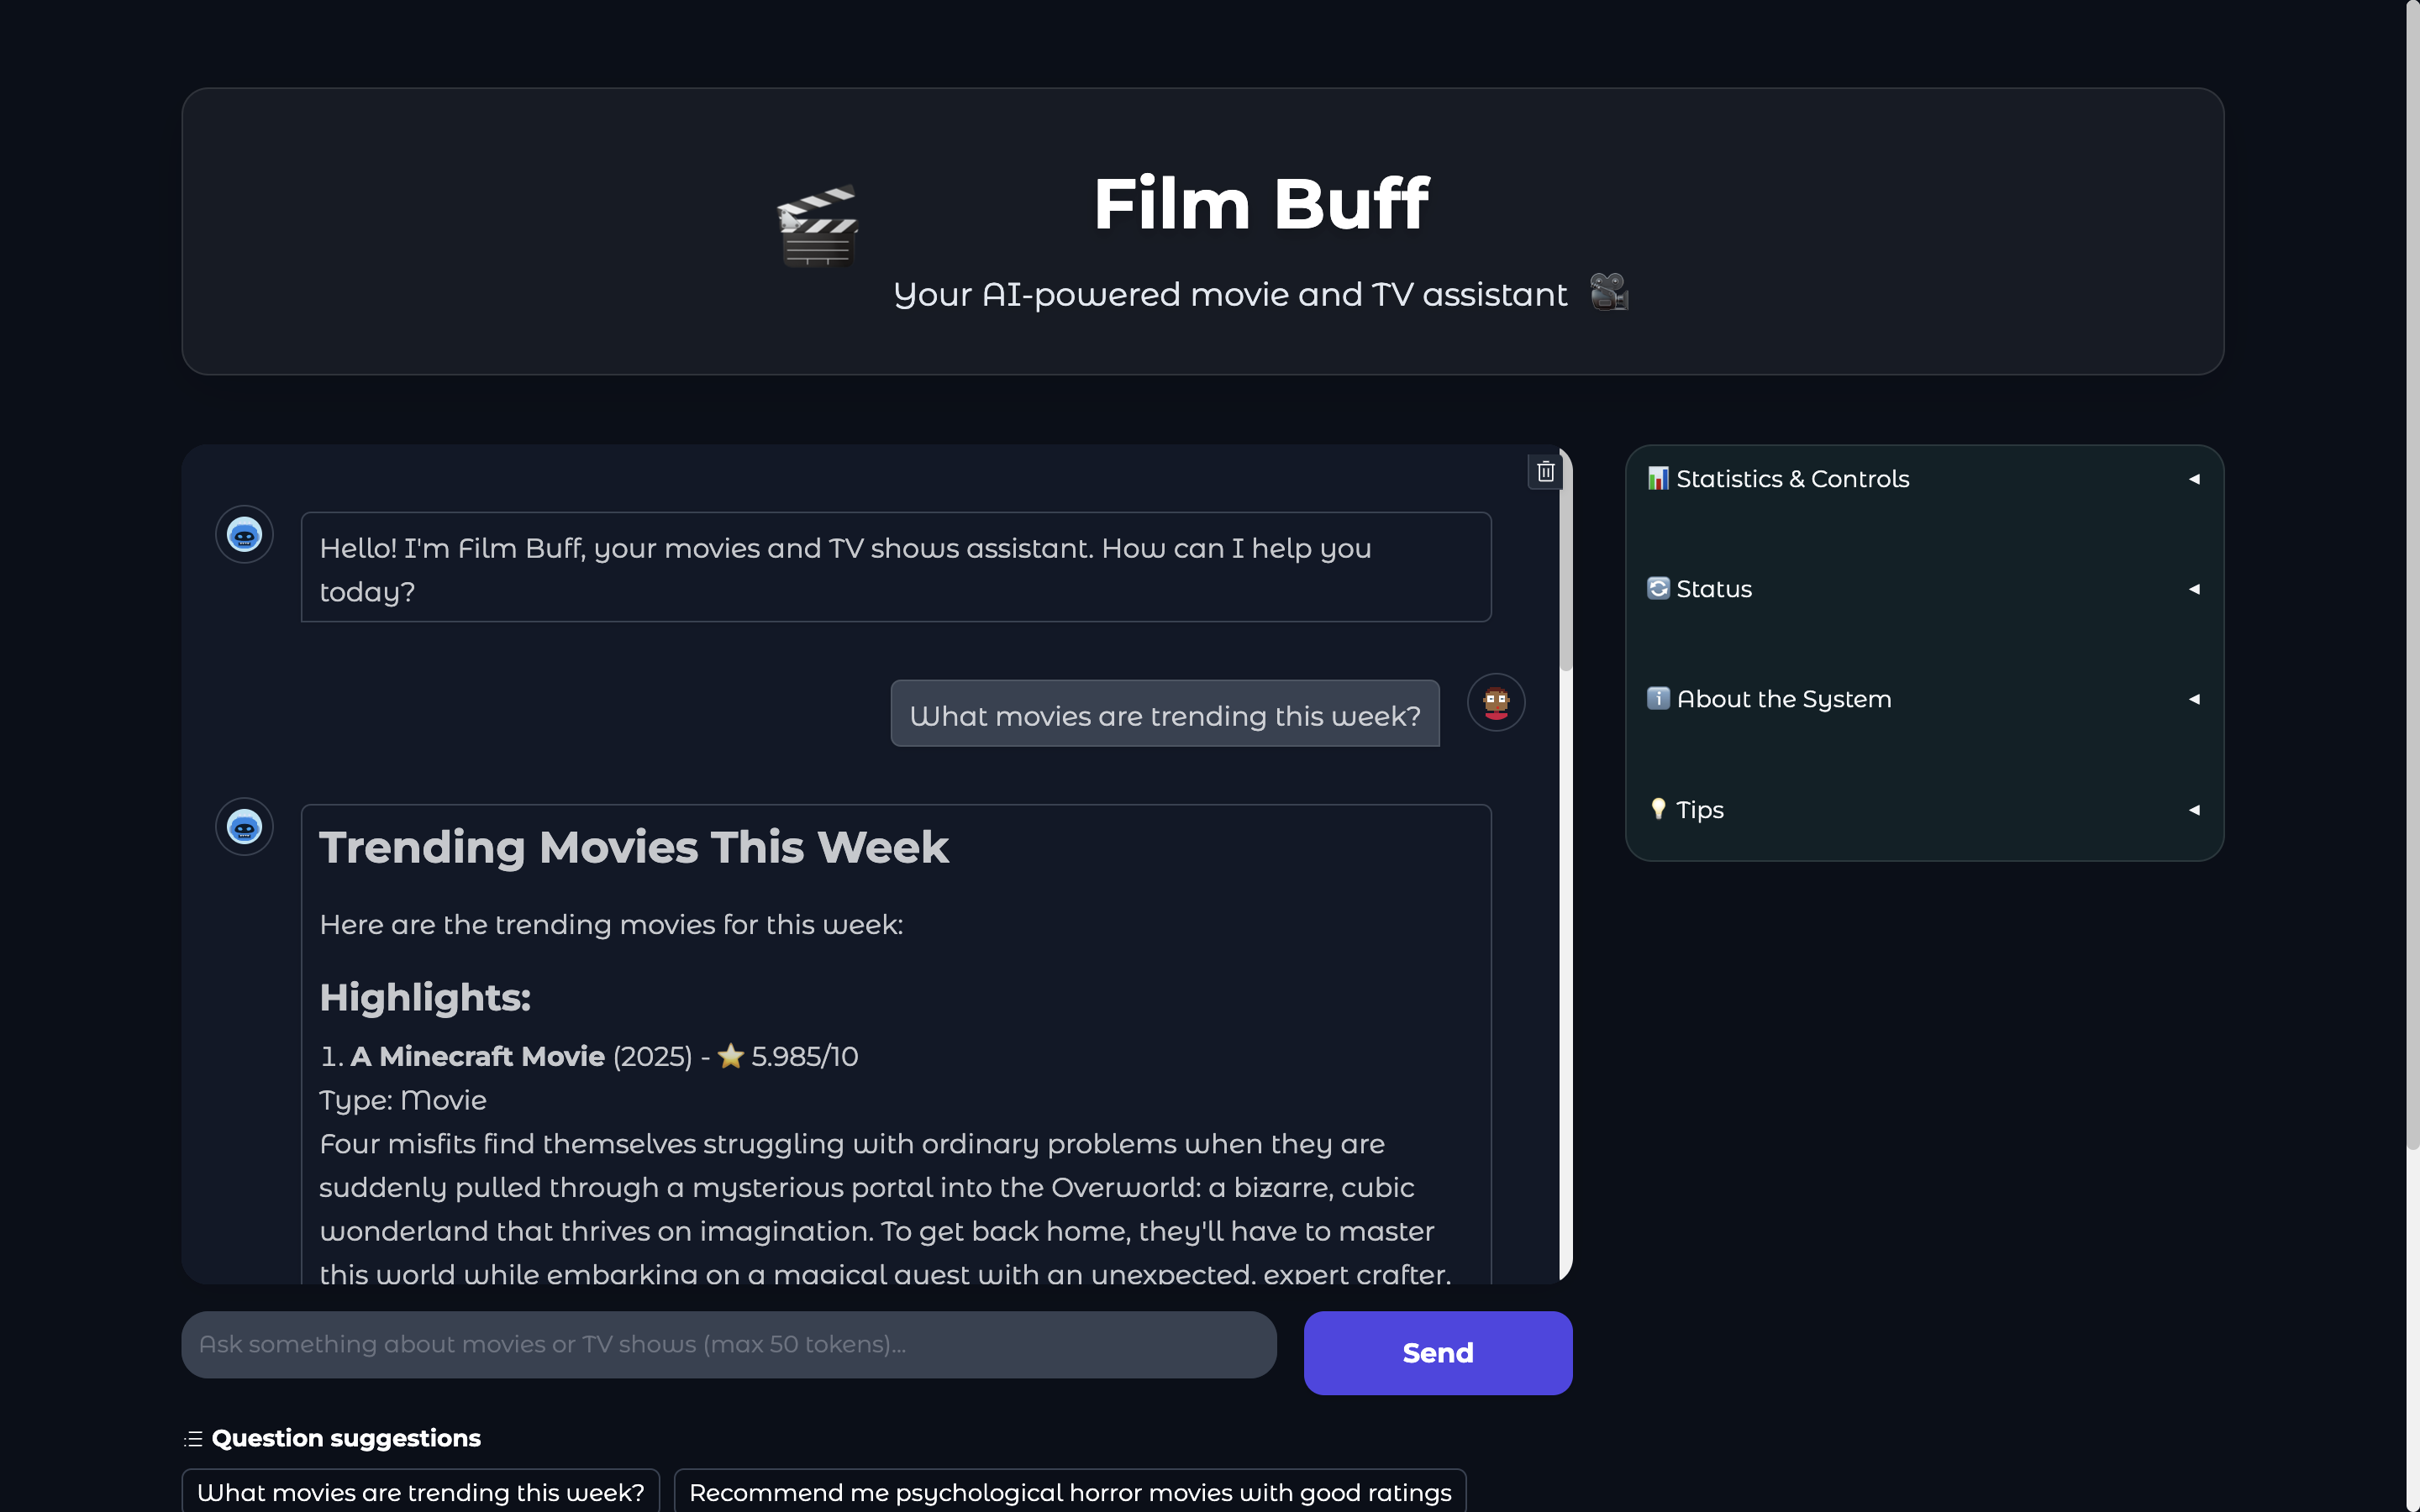 Film Buff
Your AI-powered movie and TV assistant
Hello! I'm Film Buff, your movies and TV shows assistant. How can I help you
today?
What movies are trending this week?
Trending Movies This Week
Here are the trending movies for this week:
Highlights:
1. A Minecraft Movie (2025) - ⭐ 5.985/10
Type: Movie
Four misfits find themselves struggling with ordinary problems when they are
suddenly pulled through a mysterious portal into the Overworld: a bizarre, cubic
wonderland that thrives on imagination. To get back home, they'll have to master
this world while embarking on a magical quest with an unexpected, expert crafter.
Ask something about movies or TV shows (max 50 tokens)...
Send
Question suggestions
What movies are trending this week?
Recommend me psychological horror movies with good ratings
Statistics & Controls
Status
About the System
Tips